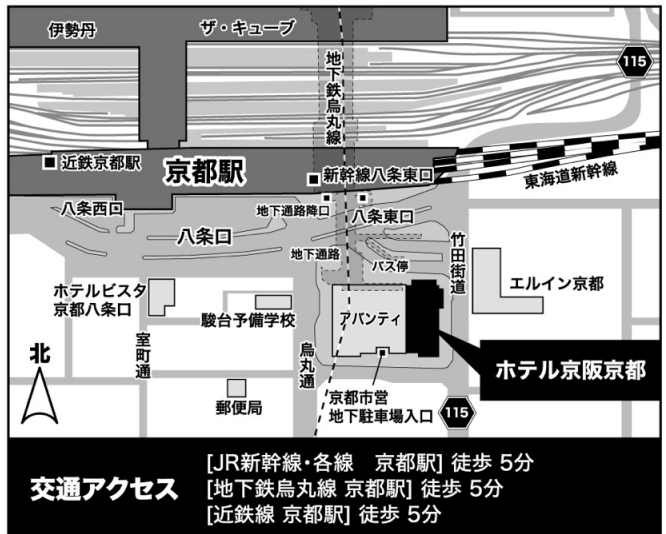 伊勢丹
ザ・キューブ
地下鉄烏丸線
115
近鉄京都駅
京都駅
新幹線八条東口
東海道新幹線
八条西口
八条口
地下通路降口
八条東口
地下通路
バス停
竹田街道
エルイン京都
ホテルビスタ
京都八条口
駿台予備学校
アバンティ
室町通
烏丸通
北
郵便局
京都市営
地下駐車場入口
115
ホテル京阪京都
交通アクセス
[JR新幹線・各線　京都駅] 徒歩 5分
[地下鉄烏丸線 京都駅] 徒歩 5分
[近鉄線 京都駅] 徒歩 5分